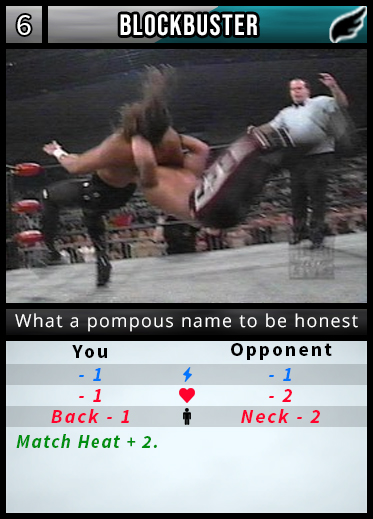 6 BLOCKBUSTER
What a pompous name to be honest
You Opponent
- 1 - 1
- 1 - 2
Back - 1 Neck - 2
Match Heat + 2.